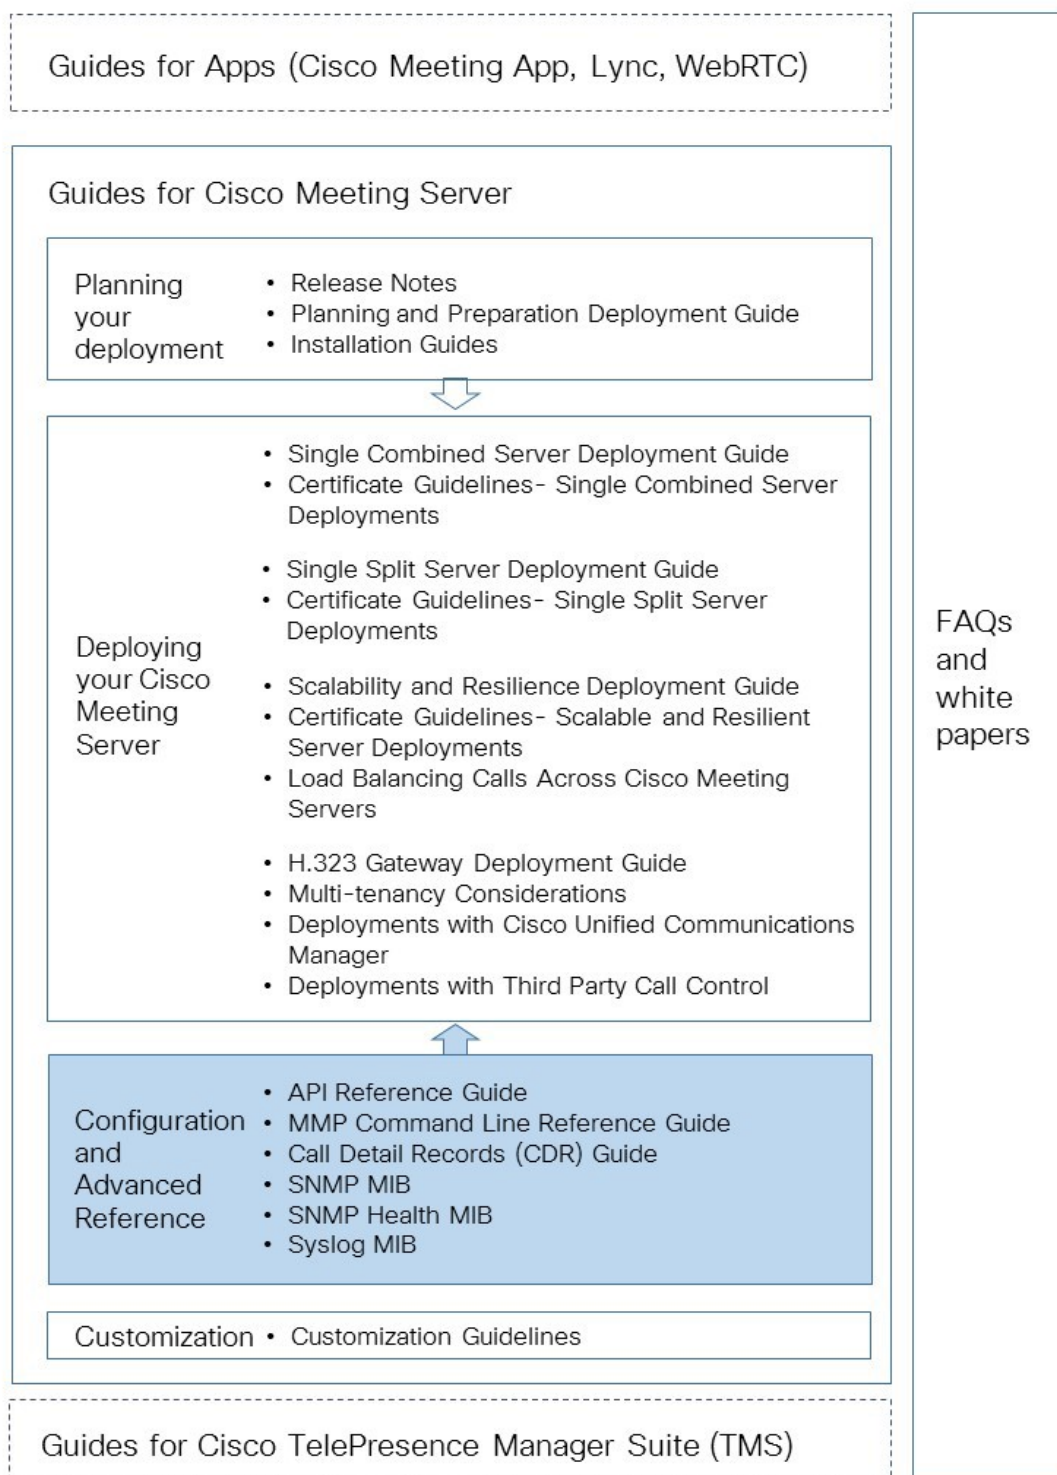 Guides for Apps (Cisco Meeting App, Lync, WebRTC)
Guides for Cisco Meeting Server
Planning
your
deployment
• Release Notes
• Planning and Preparation Deployment Guide
• Installation Guides
Deploying
your Cisco
Meeting
Server
• Single Combined Server Deployment Guide
• Certificate Guidelines- Single Combined Server
Deployments
• Single Split Server Deployment Guide
• Certificate Guidelines- Single Split Server
Deployments
• Scalability and Resilience Deployment Guide
• Certificate Guidelines- Scalable and Resilient
Server Deployments
• Load Balancing Calls Across Cisco Meeting
Servers
• H.323 Gateway Deployment Guide
• Multi-tenancy Considerations
• Deployments with Cisco Unified Communications
Manager
• Deployments with Third Party Call Control
Configuration
and
Advanced
Reference
• API Reference Guide
• MMP Command Line Reference Guide
• Call Detail Records (CDR) Guide
• SNMP MIB
• SNMP Health MIB
• Syslog MIB
Customization
• Customization Guidelines
Guides for Cisco TelePresence Manager Suite (TMS)
FAQs
and
white
papers